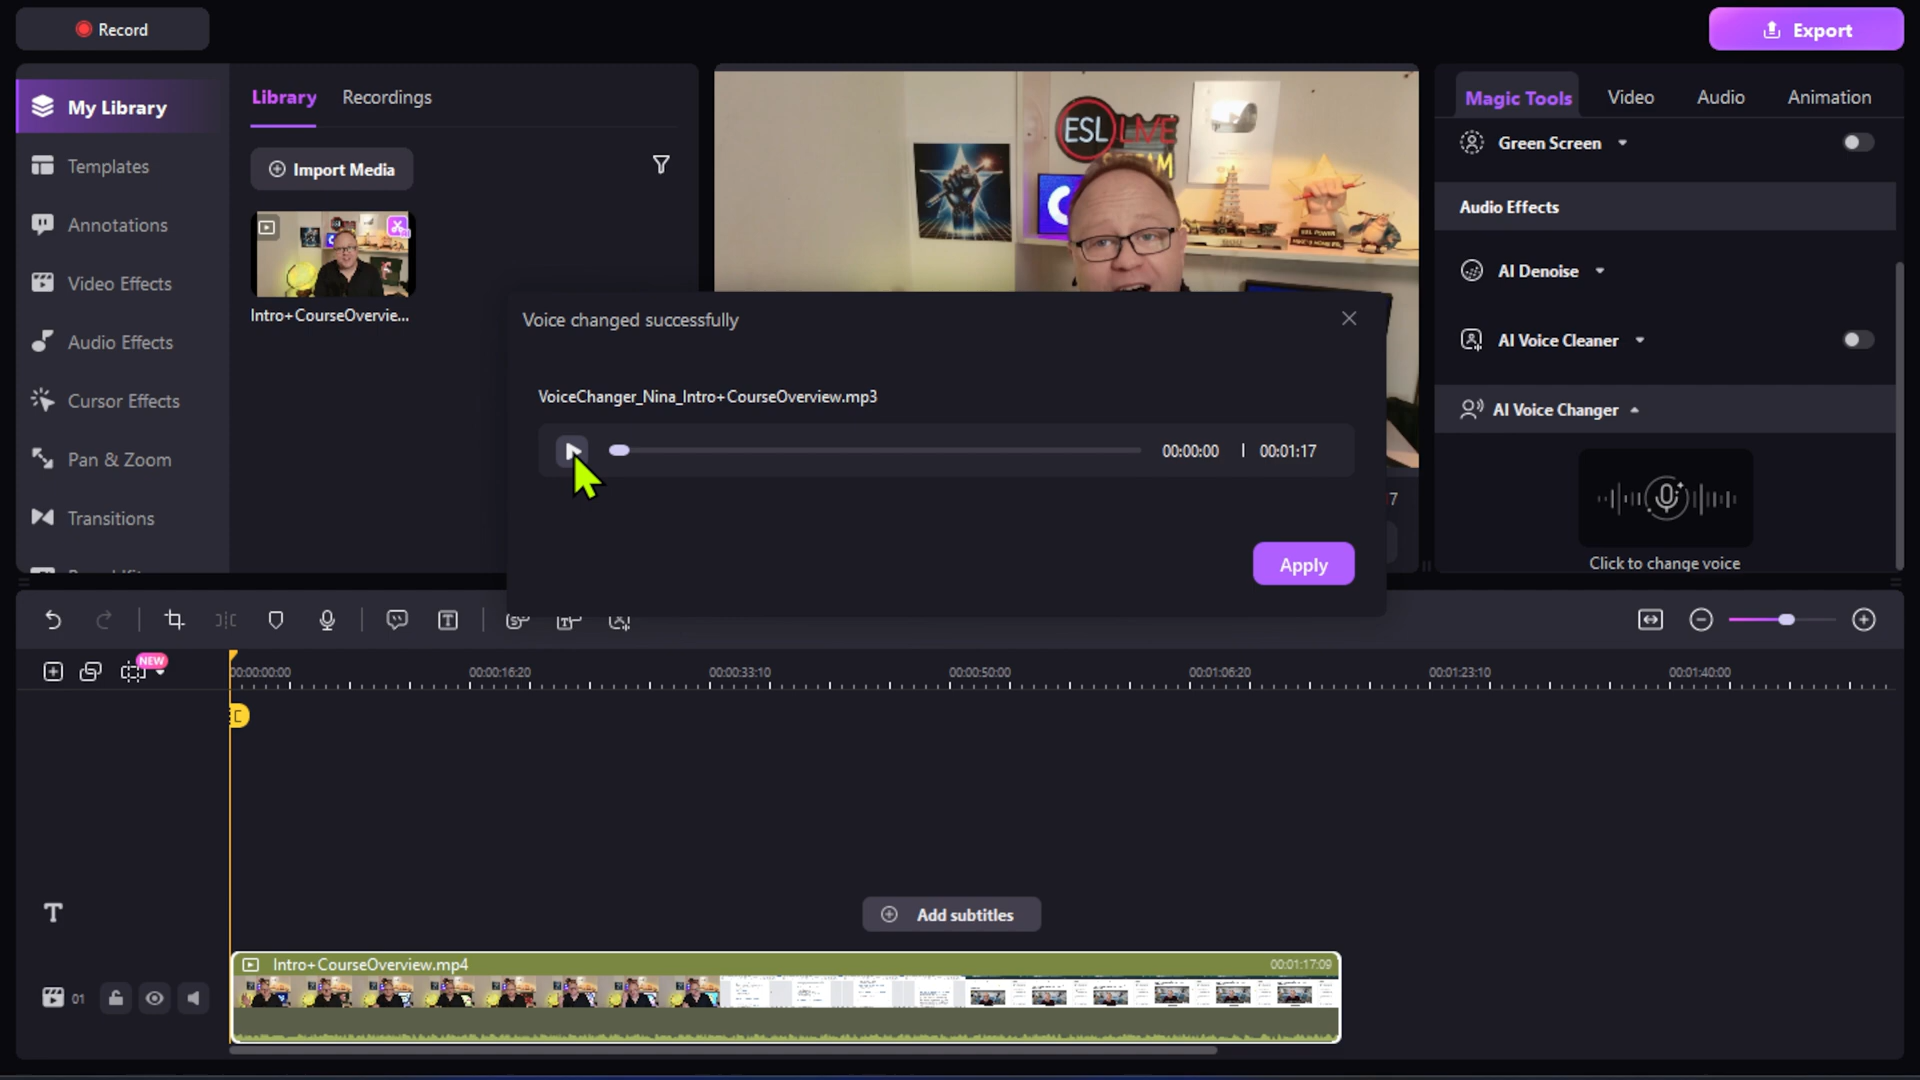 Record
Export
My Library
Templates
Annotations
Video Effects
Audio Effects
Cursor Effects
Pan & Zoom
Transitions
Library
Recordings
Import Media
Intro+CourseOvervie...
ESL LIVE
Magic Tools
Video
Audio
Animation
Green Screen
Audio Effects
AI Denoise
AI Voice Cleaner
AI Voice Changer
Click to change voice
Voice changed successfully
VoiceChanger_Nina_Intro+CourseOverview.mp3
00:00:00 | 00:01:17
Apply
7
NEW
00:00:00:00
00:00:16:20
00:00:33:10
00:00:50:00
00:01:06:20
00:01:23:10
00:01:40:00
Add subtitles
Intro+CourseOverview.mp4
00:01:17:09
01